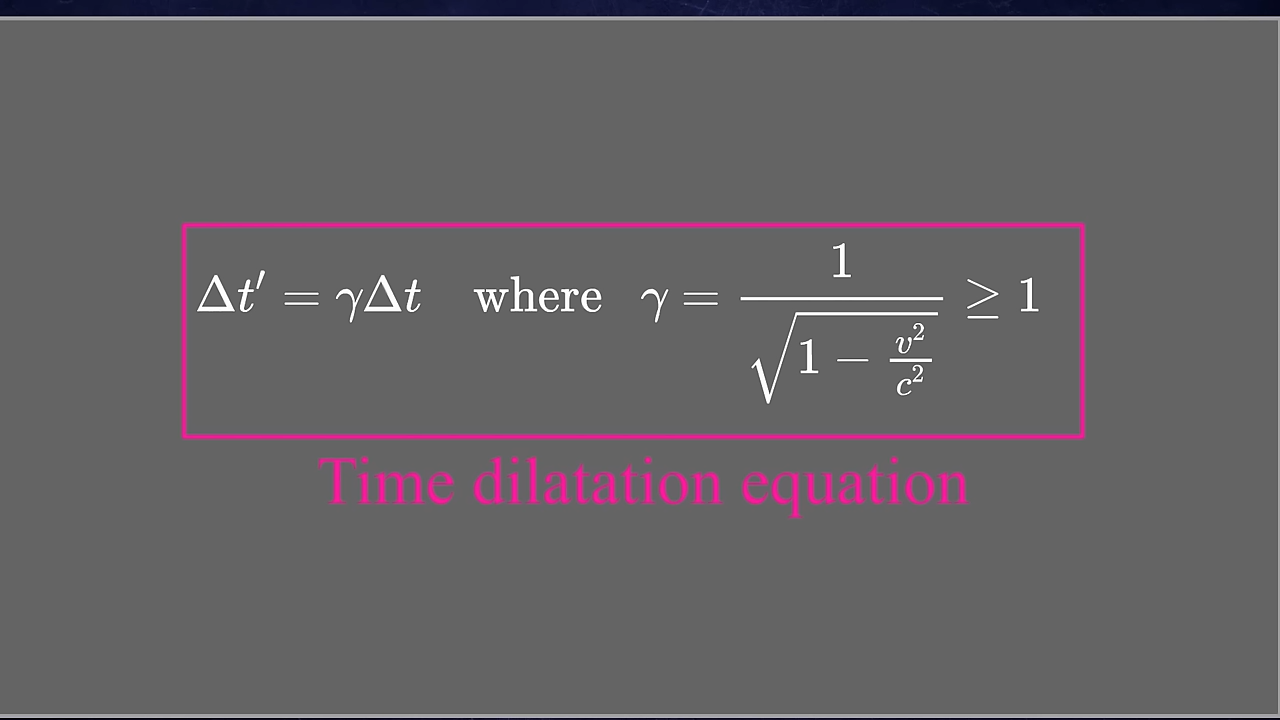 Δt′ = γΔt where γ = 1 / √(1 − v²/c²) ≥ 1
Time dilatation equation